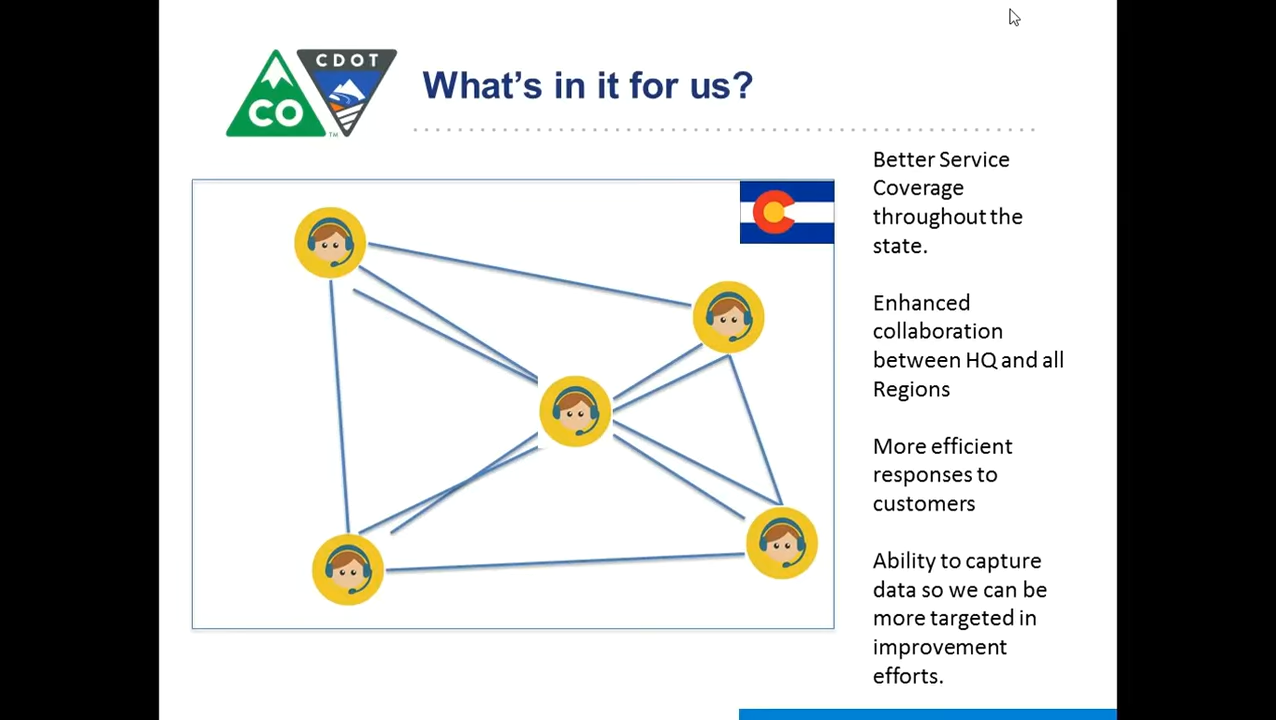 CDOT
CO
TM
What's in it for us?
Better Service
Coverage
throughout the
state.
Enhanced
collaboration
between HQ and all
Regions
More efficient
responses to
customers
Ability to capture
data so we can be
more targeted in
improvement
efforts.